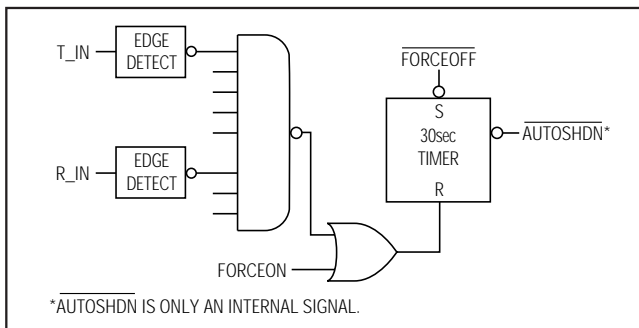 T_IN
EDGE
DETECT
R_IN
EDGE
DETECT
FORCEON
FORCEOFF
S
30sec
TIMER
R
AUTOSHDN*
*AUTOSHDN IS ONLY AN INTERNAL SIGNAL.